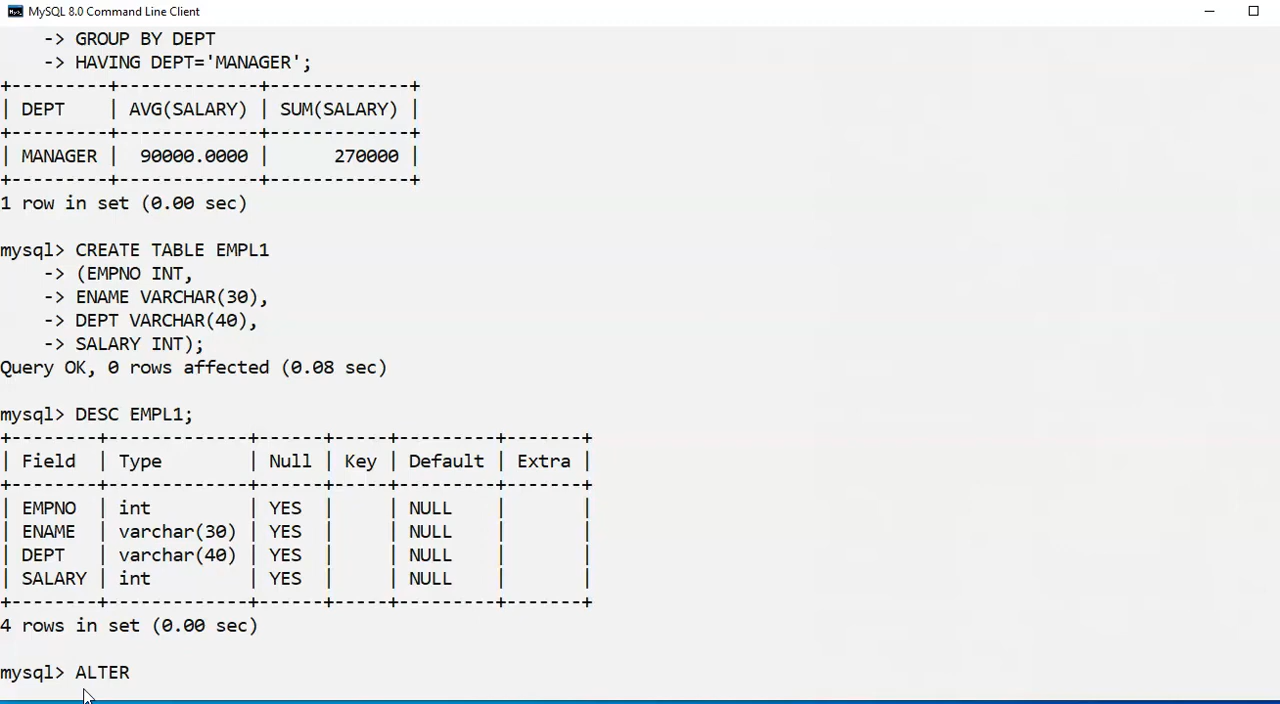 MySQL 8.0 Command Line Client
    -> GROUP BY DEPT
    -> HAVING DEPT='MANAGER';
+---------+-------------+-------------+
| DEPT    | AVG(SALARY) | SUM(SALARY) |
+---------+-------------+-------------+
| MANAGER |  90000.0000 |      270000 |
+---------+-------------+-------------+
1 row in set (0.00 sec)
mysql> CREATE TABLE EMPL1
    -> (EMPNO INT,
    -> ENAME VARCHAR(30),
    -> DEPT VARCHAR(40),
    -> SALARY INT);
Query OK, 0 rows affected (0.08 sec)
mysql> DESC EMPL1;
+--------+-------------+------+-----+---------+-------+
| Field  | Type        | Null | Key | Default | Extra |
+--------+-------------+------+-----+---------+-------+
| EMPNO  | int         | YES  |     | NULL    |       |
| ENAME  | varchar(30) | YES  |     | NULL    |       |
| DEPT   | varchar(40) | YES  |     | NULL    |       |
| SALARY | int         | YES  |     | NULL    |       |
+--------+-------------+------+-----+---------+-------+
4 rows in set (0.00 sec)
mysql> ALTER